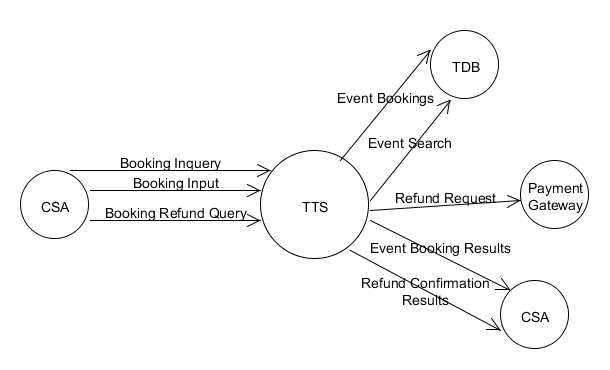 TDB
Event Bookings
Event Search
Booking Inquery
Booking Input
Booking Refund Query
CSA
TTS
Refund Request
Payment
Gateway
Event Booking Results
Refund Confirmation
Results
CSA